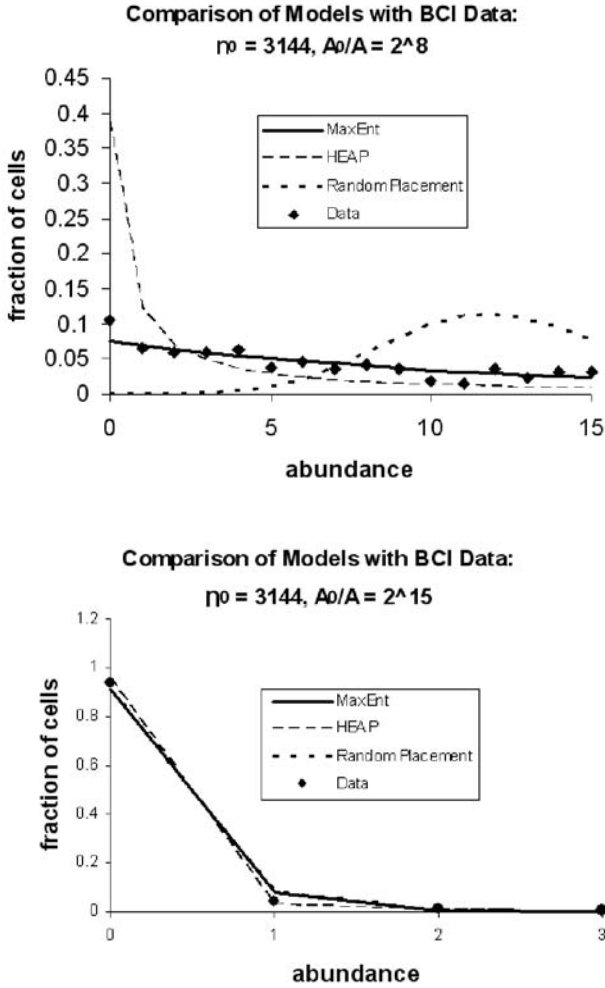 Comparison of Models with BCI Data:
n0 = 3144, A0/A = 2^8
0.45
0.4
0.35
0.3
0.25
0.2
0.15
0.1
0.05
0
fraction of cells
MaxEnt
HEAP
Random Placement
Data
0 5 10 15
abundance
Comparison of Models with BCI Data:
n0 = 3144, A0/A = 2^15
1.2
1
0.8
0.6
0.4
0.2
0
fraction of cells
MaxEnt
HEAP
Random Placement
Data
0 1 2 3
abundance